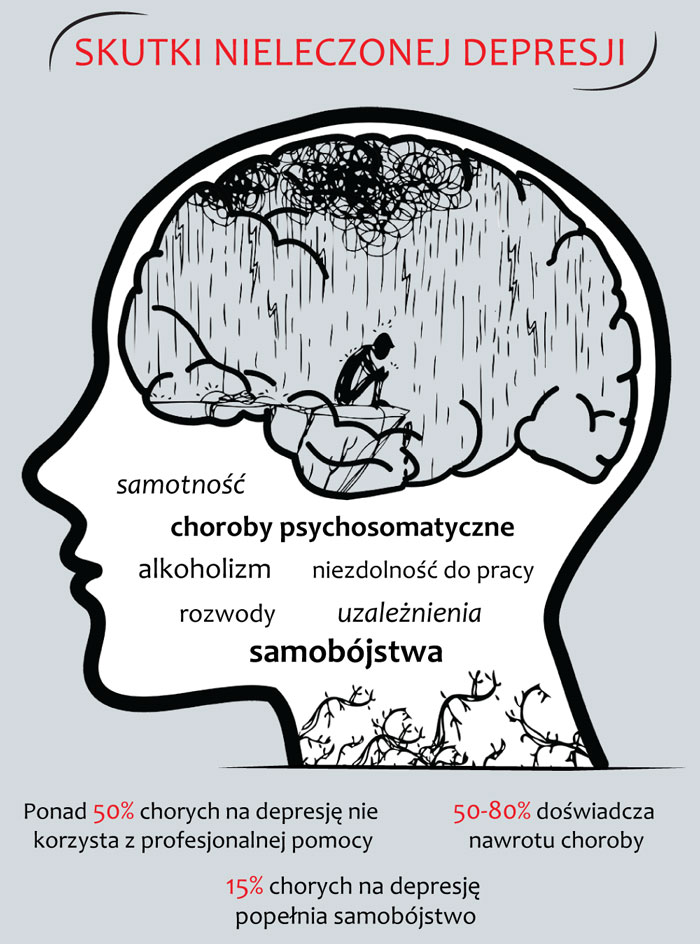 SKUTKI NIELECZONEJ DEPRESJI
samotność
choroby psychosomatyczne
alkoholizm niezdolność do pracy
rozwody uzależnienia
samobójstwa
Ponad 50% chorych na depresję nie
korzysta z profesjonalnej pomocy
50-80% doświadcza
nawrotu choroby
15% chorych na depresję
popełnia samobójstwo